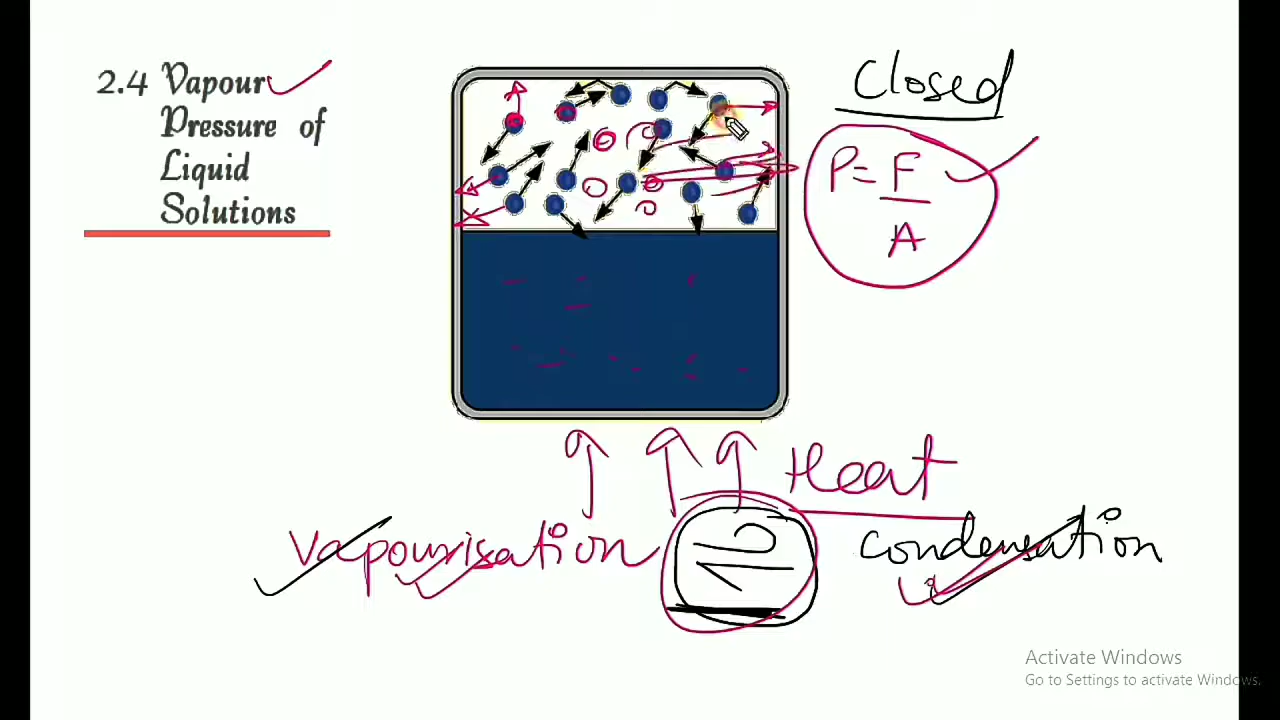 2.4 Vapour
Pressure of
Liquid
Solutions
Closed
P = F
A
Heat
Vapourisation
condensation
Activate Windows
Go to Settings to activate Windows.